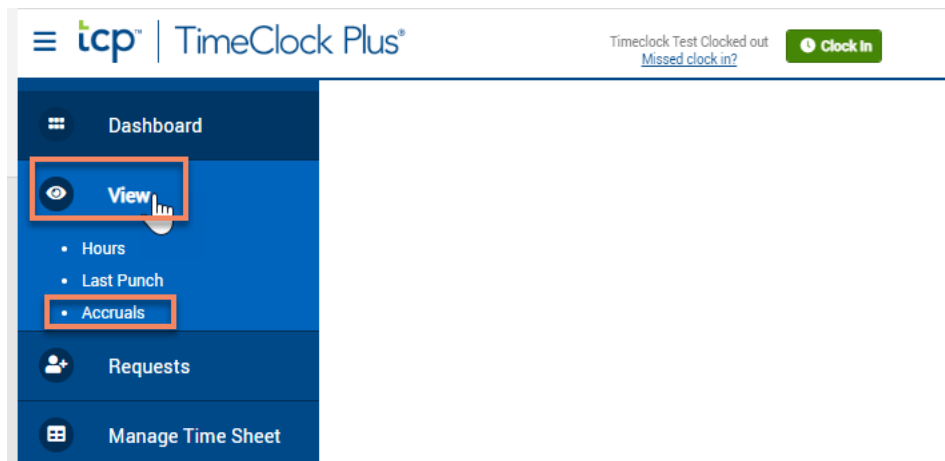 tcp™ TimeClock Plus®
Timeclock Test Clocked out
Missed clock in?
Clock In
Dashboard
View
Hours
Last Punch
Accruals
Requests
Manage Time Sheet